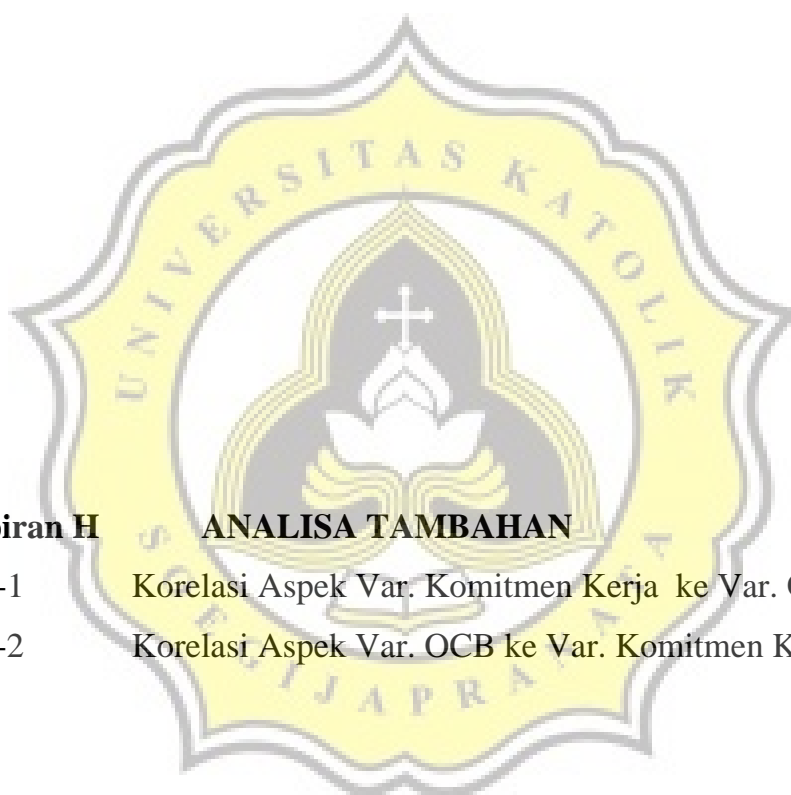 UNIVERSITAS KATOLIK
SOEGIJAPRANATA
piran H ANALISA TAMBAHAN
-1 Korelasi Aspek Var. Komitmen Kerja ke Var.
-2 Korelasi Aspek Var. OCB ke Var. Komitmen K